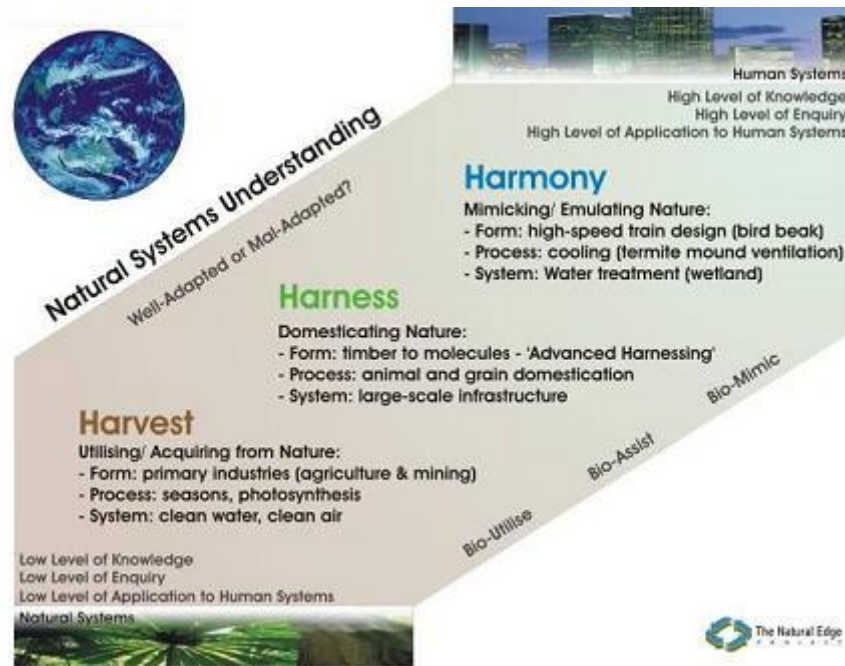 Human Systems
High Level of Knowledge
High Level of Enquiry
High Level of Application to Human Systems
Natural Systems Understanding
Well-Adapted or Mal-Adapted?
Harmony
Mimicking/ Emulating Nature:
- Form: high-speed train design (bird beak)
- Process: cooling (termite mound ventilation)
- System: Water treatment (wetland)
Harness
Domesticating Nature:
- Form: timber to molecules - 'Advanced Harnessing'
- Process: animal and grain domestication
- System: large-scale infrastructure
Harvest
Utilising/ Acquiring from Nature:
- Form: primary industries (agriculture & mining)
- Process: seasons, photosynthesis
- System: clean water, clean air
Bio-Mimic
Bio-Assist
Bio-Utilise
Low Level of Knowledge
Low Level of Enquiry
Low Level of Application to Human Systems
Natural Systems
The Natural Edge
PROJECT